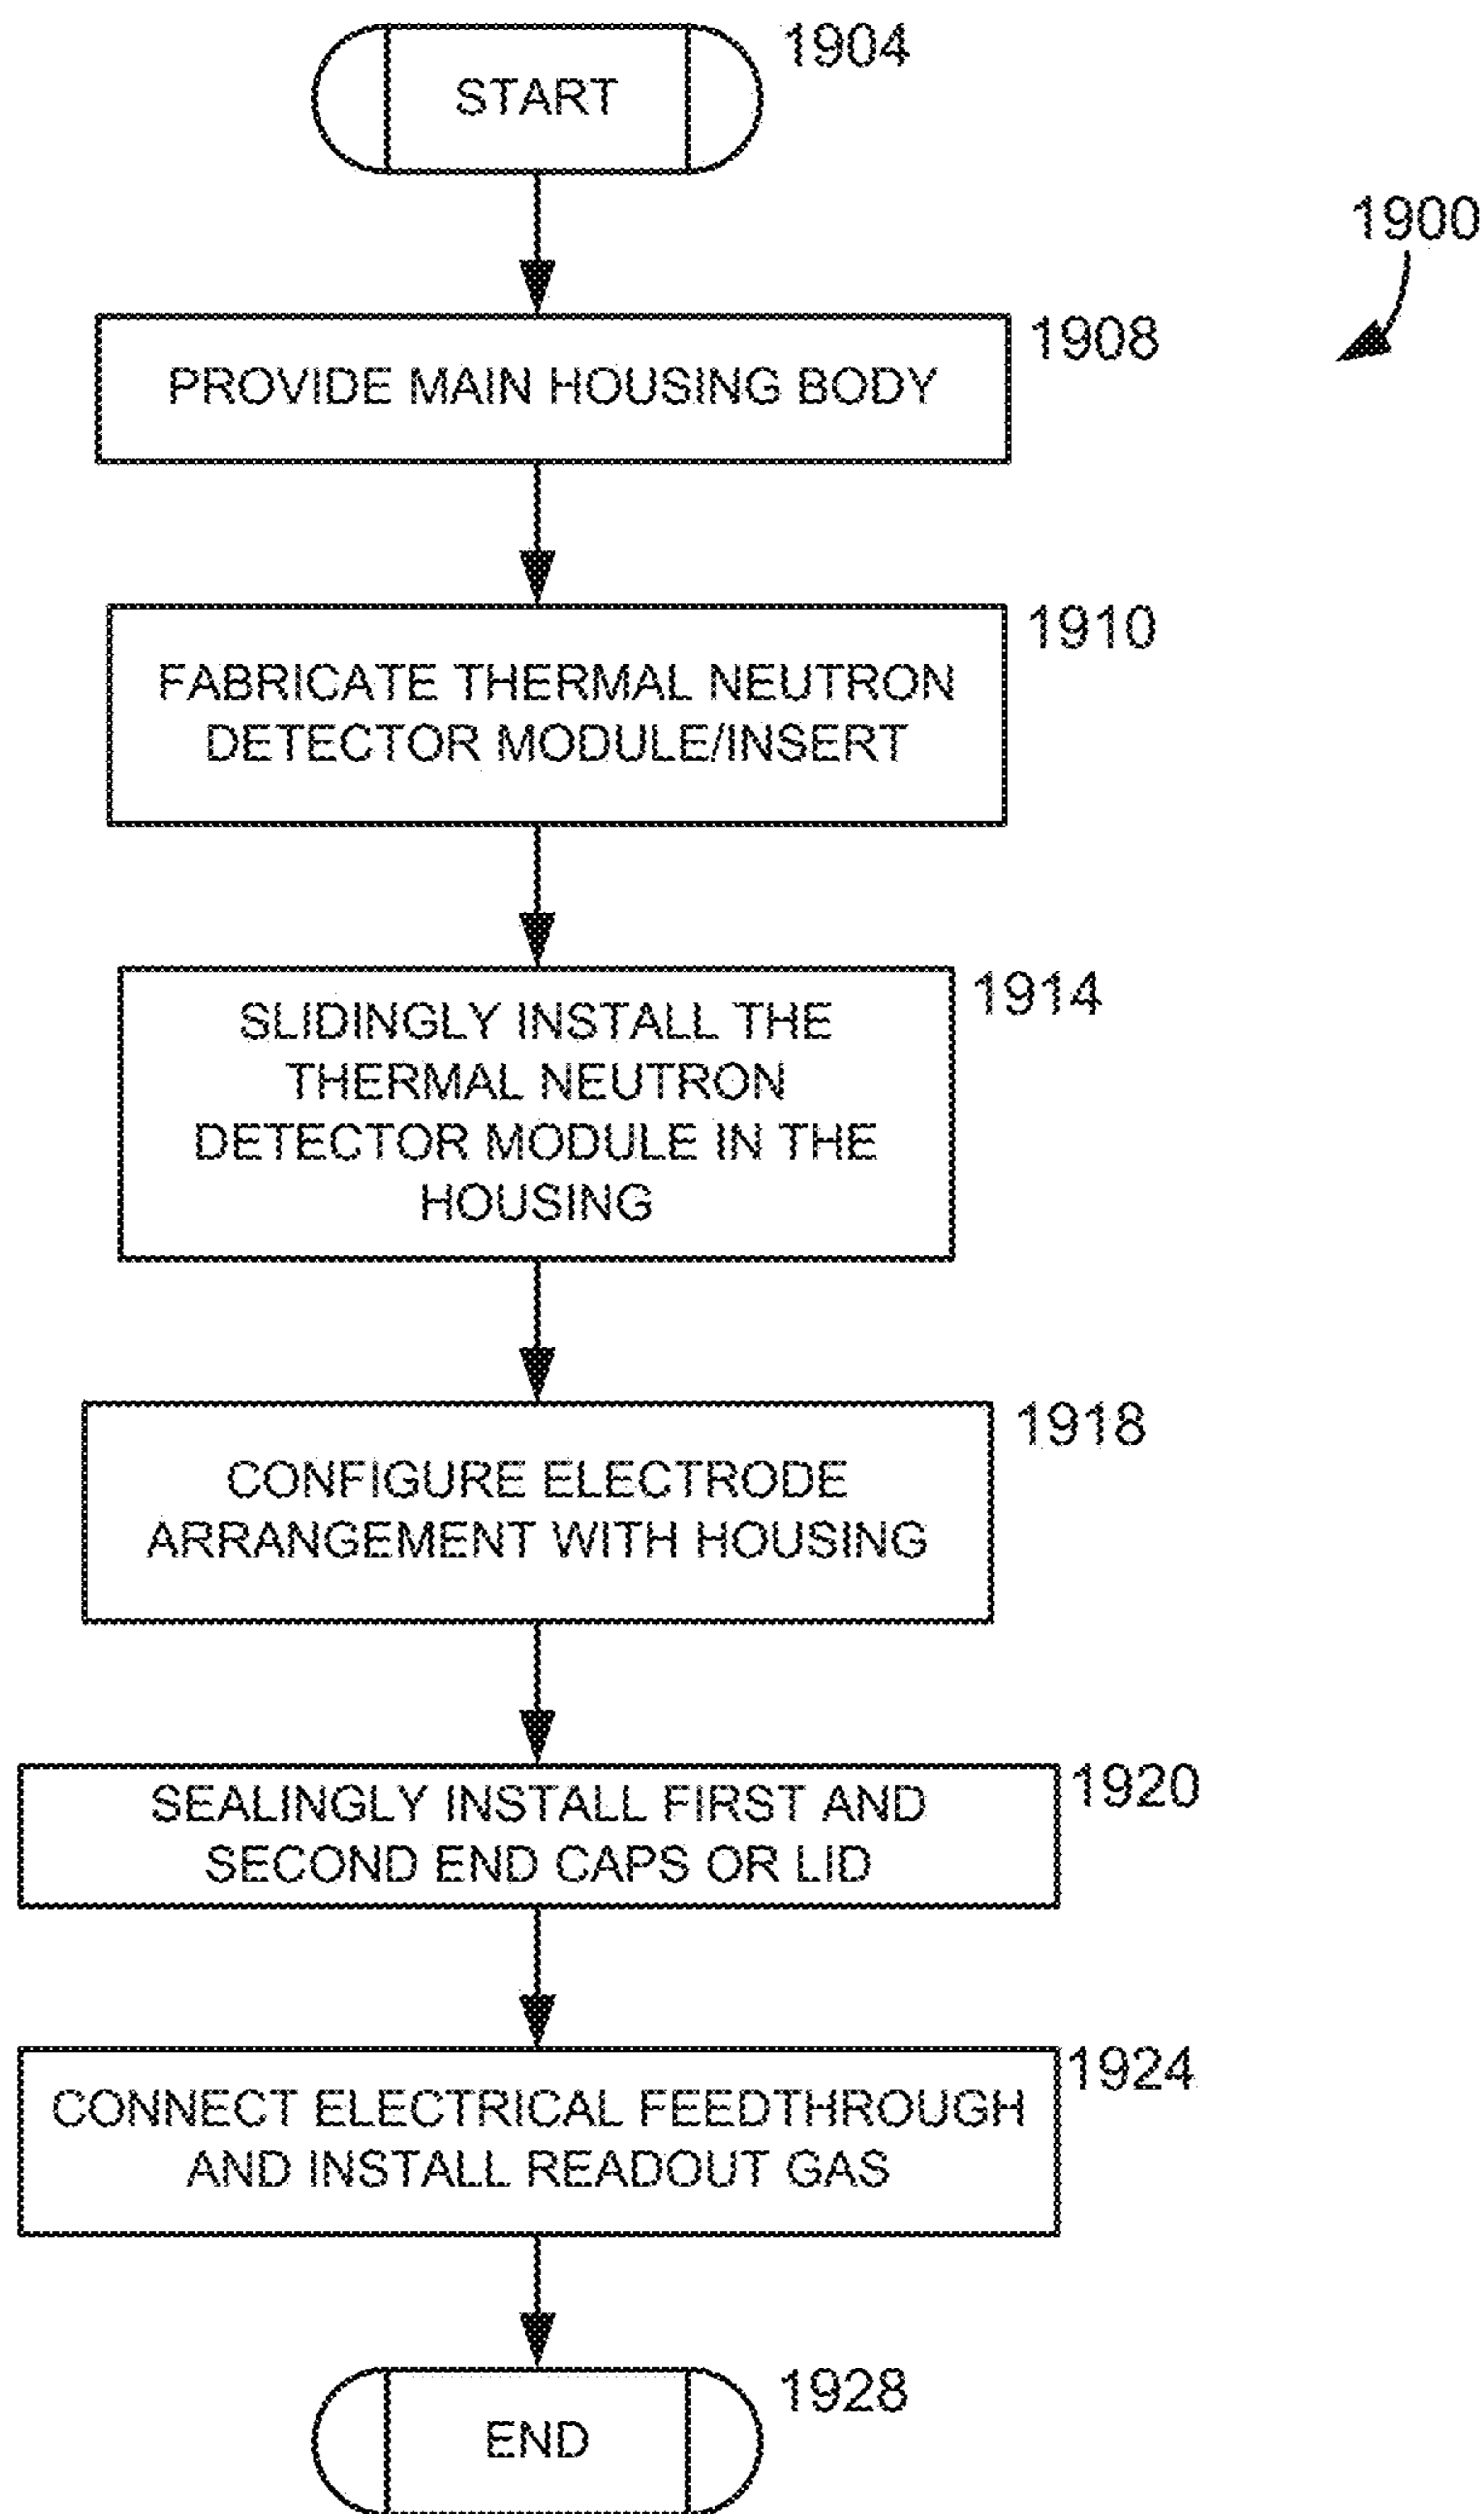 1904
START
1900
1908
PROVIDE MAIN HOUSING BODY
1910
FABRICATE THERMAL NEUTRON
DETECTOR MODULE/INSERT
1914
SLIDINGLY INSTALL THE
THERMAL NEUTRON
DETECTOR MODULE IN THE
HOUSING
1918
CONFIGURE ELECTRODE
ARRANGEMENT WITH HOUSING
1920
SEALINGLY INSTALL FIRST AND
SECOND END CAPS OR LID
1924
CONNECT ELECTRICAL FEEDTHROUGH
AND INSTALL READOUT GAS
1928
END